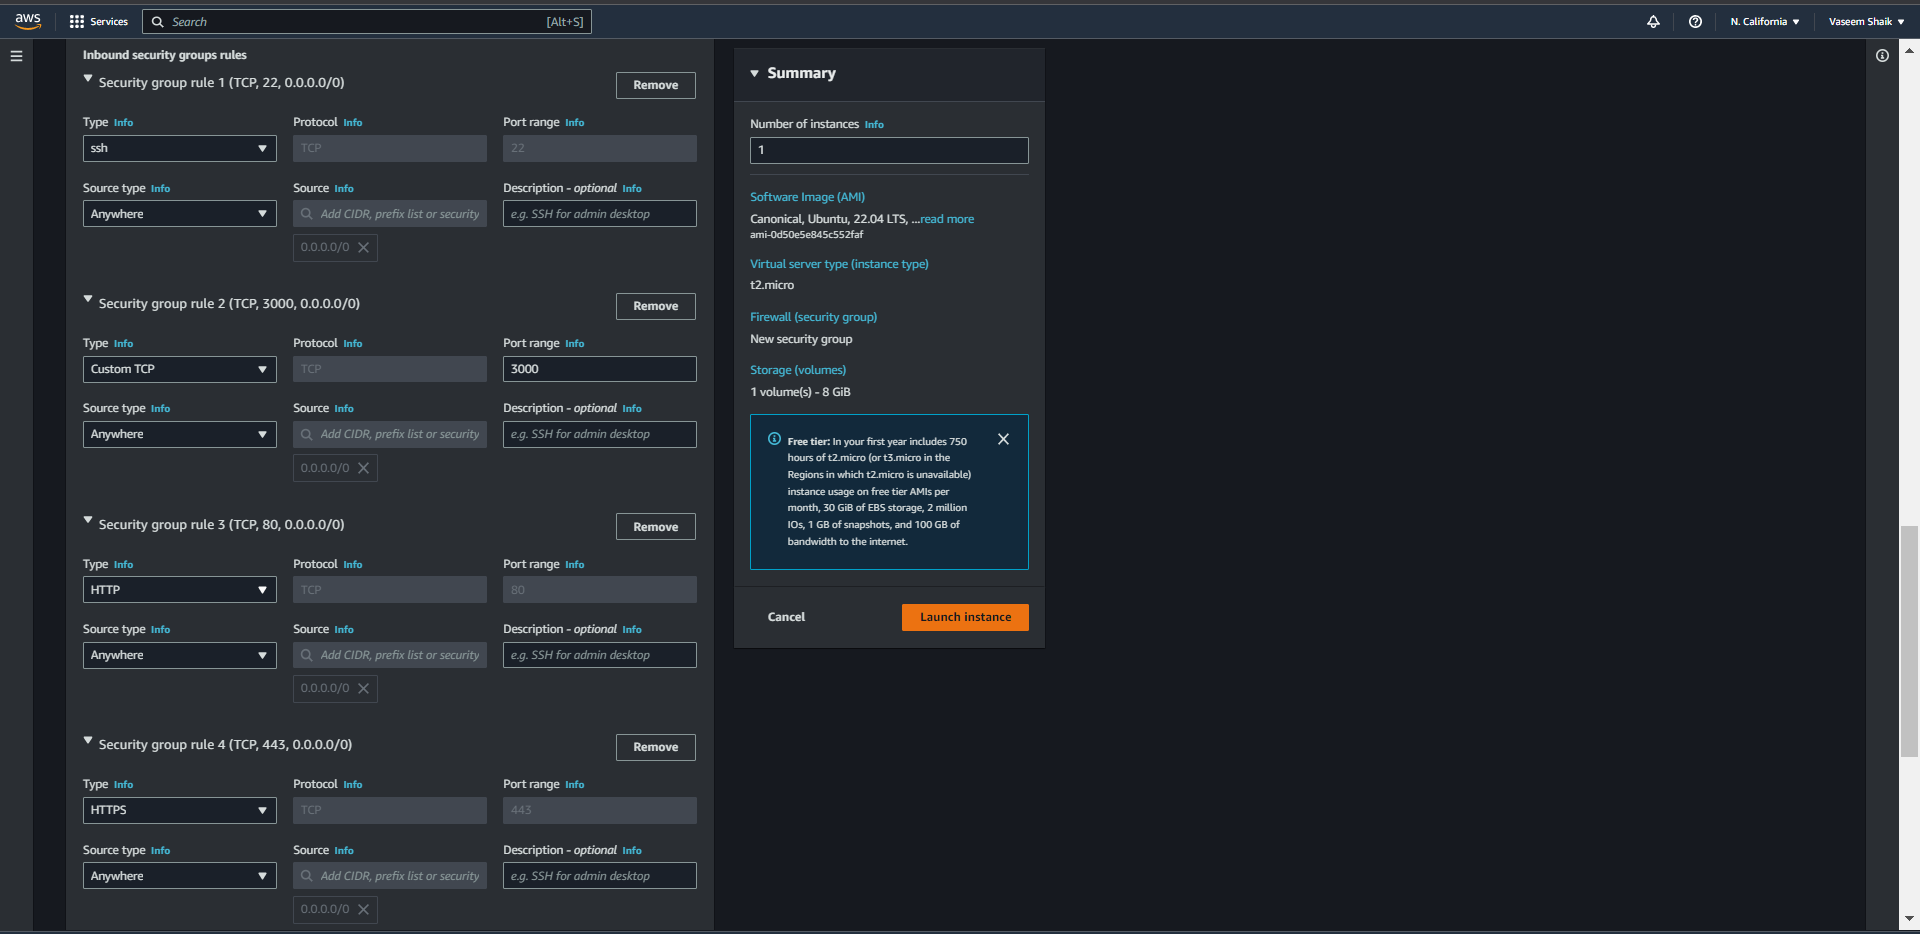 aws
Services
Search
[Alt+S]
N. California
Vaseem Shaik
Inbound security groups rules
Security group rule 1 (TCP, 22, 0.0.0.0/0)
Remove
Type Info
Protocol Info
Port range Info
ssh
TCP
22
Source type Info
Source Info
Description - optional Info
Anywhere
Add CIDR, prefix list or security
e.g. SSH for admin desktop
0.0.0.0/0
Security group rule 2 (TCP, 3000, 0.0.0.0/0)
Remove
Type Info
Protocol Info
Port range Info
Custom TCP
TCP
3000
Source type Info
Source Info
Description - optional Info
Anywhere
Add CIDR, prefix list or security
e.g. SSH for admin desktop
0.0.0.0/0
Security group rule 3 (TCP, 80, 0.0.0.0/0)
Remove
Type Info
Protocol Info
Port range Info
HTTP
TCP
80
Source type Info
Source Info
Description - optional Info
Anywhere
Add CIDR, prefix list or security
e.g. SSH for admin desktop
0.0.0.0/0
Security group rule 4 (TCP, 443, 0.0.0.0/0)
Remove
Type Info
Protocol Info
Port range Info
HTTPS
TCP
443
Source type Info
Source Info
Description - optional Info
Anywhere
Add CIDR, prefix list or security
e.g. SSH for admin desktop
0.0.0.0/0
Summary
Number of instances Info
1
Software Image (AMI)
Canonical, Ubuntu, 22.04 LTS, ...read more
ami-0d50e5e845c552faf
Virtual server type (instance type)
t2.micro
Firewall (security group)
New security group
Storage (volumes)
1 volume(s) - 8 GiB
Free tier: In your first year includes 750
hours of t2.micro (or t3.micro in the
Regions in which t2.micro is unavailable)
instance usage on free tier AMIs per
month, 30 GiB of EBS storage, 2 million
IOs, 1 GB of snapshots, and 100 GB of
bandwidth to the internet.
Cancel
Launch instance